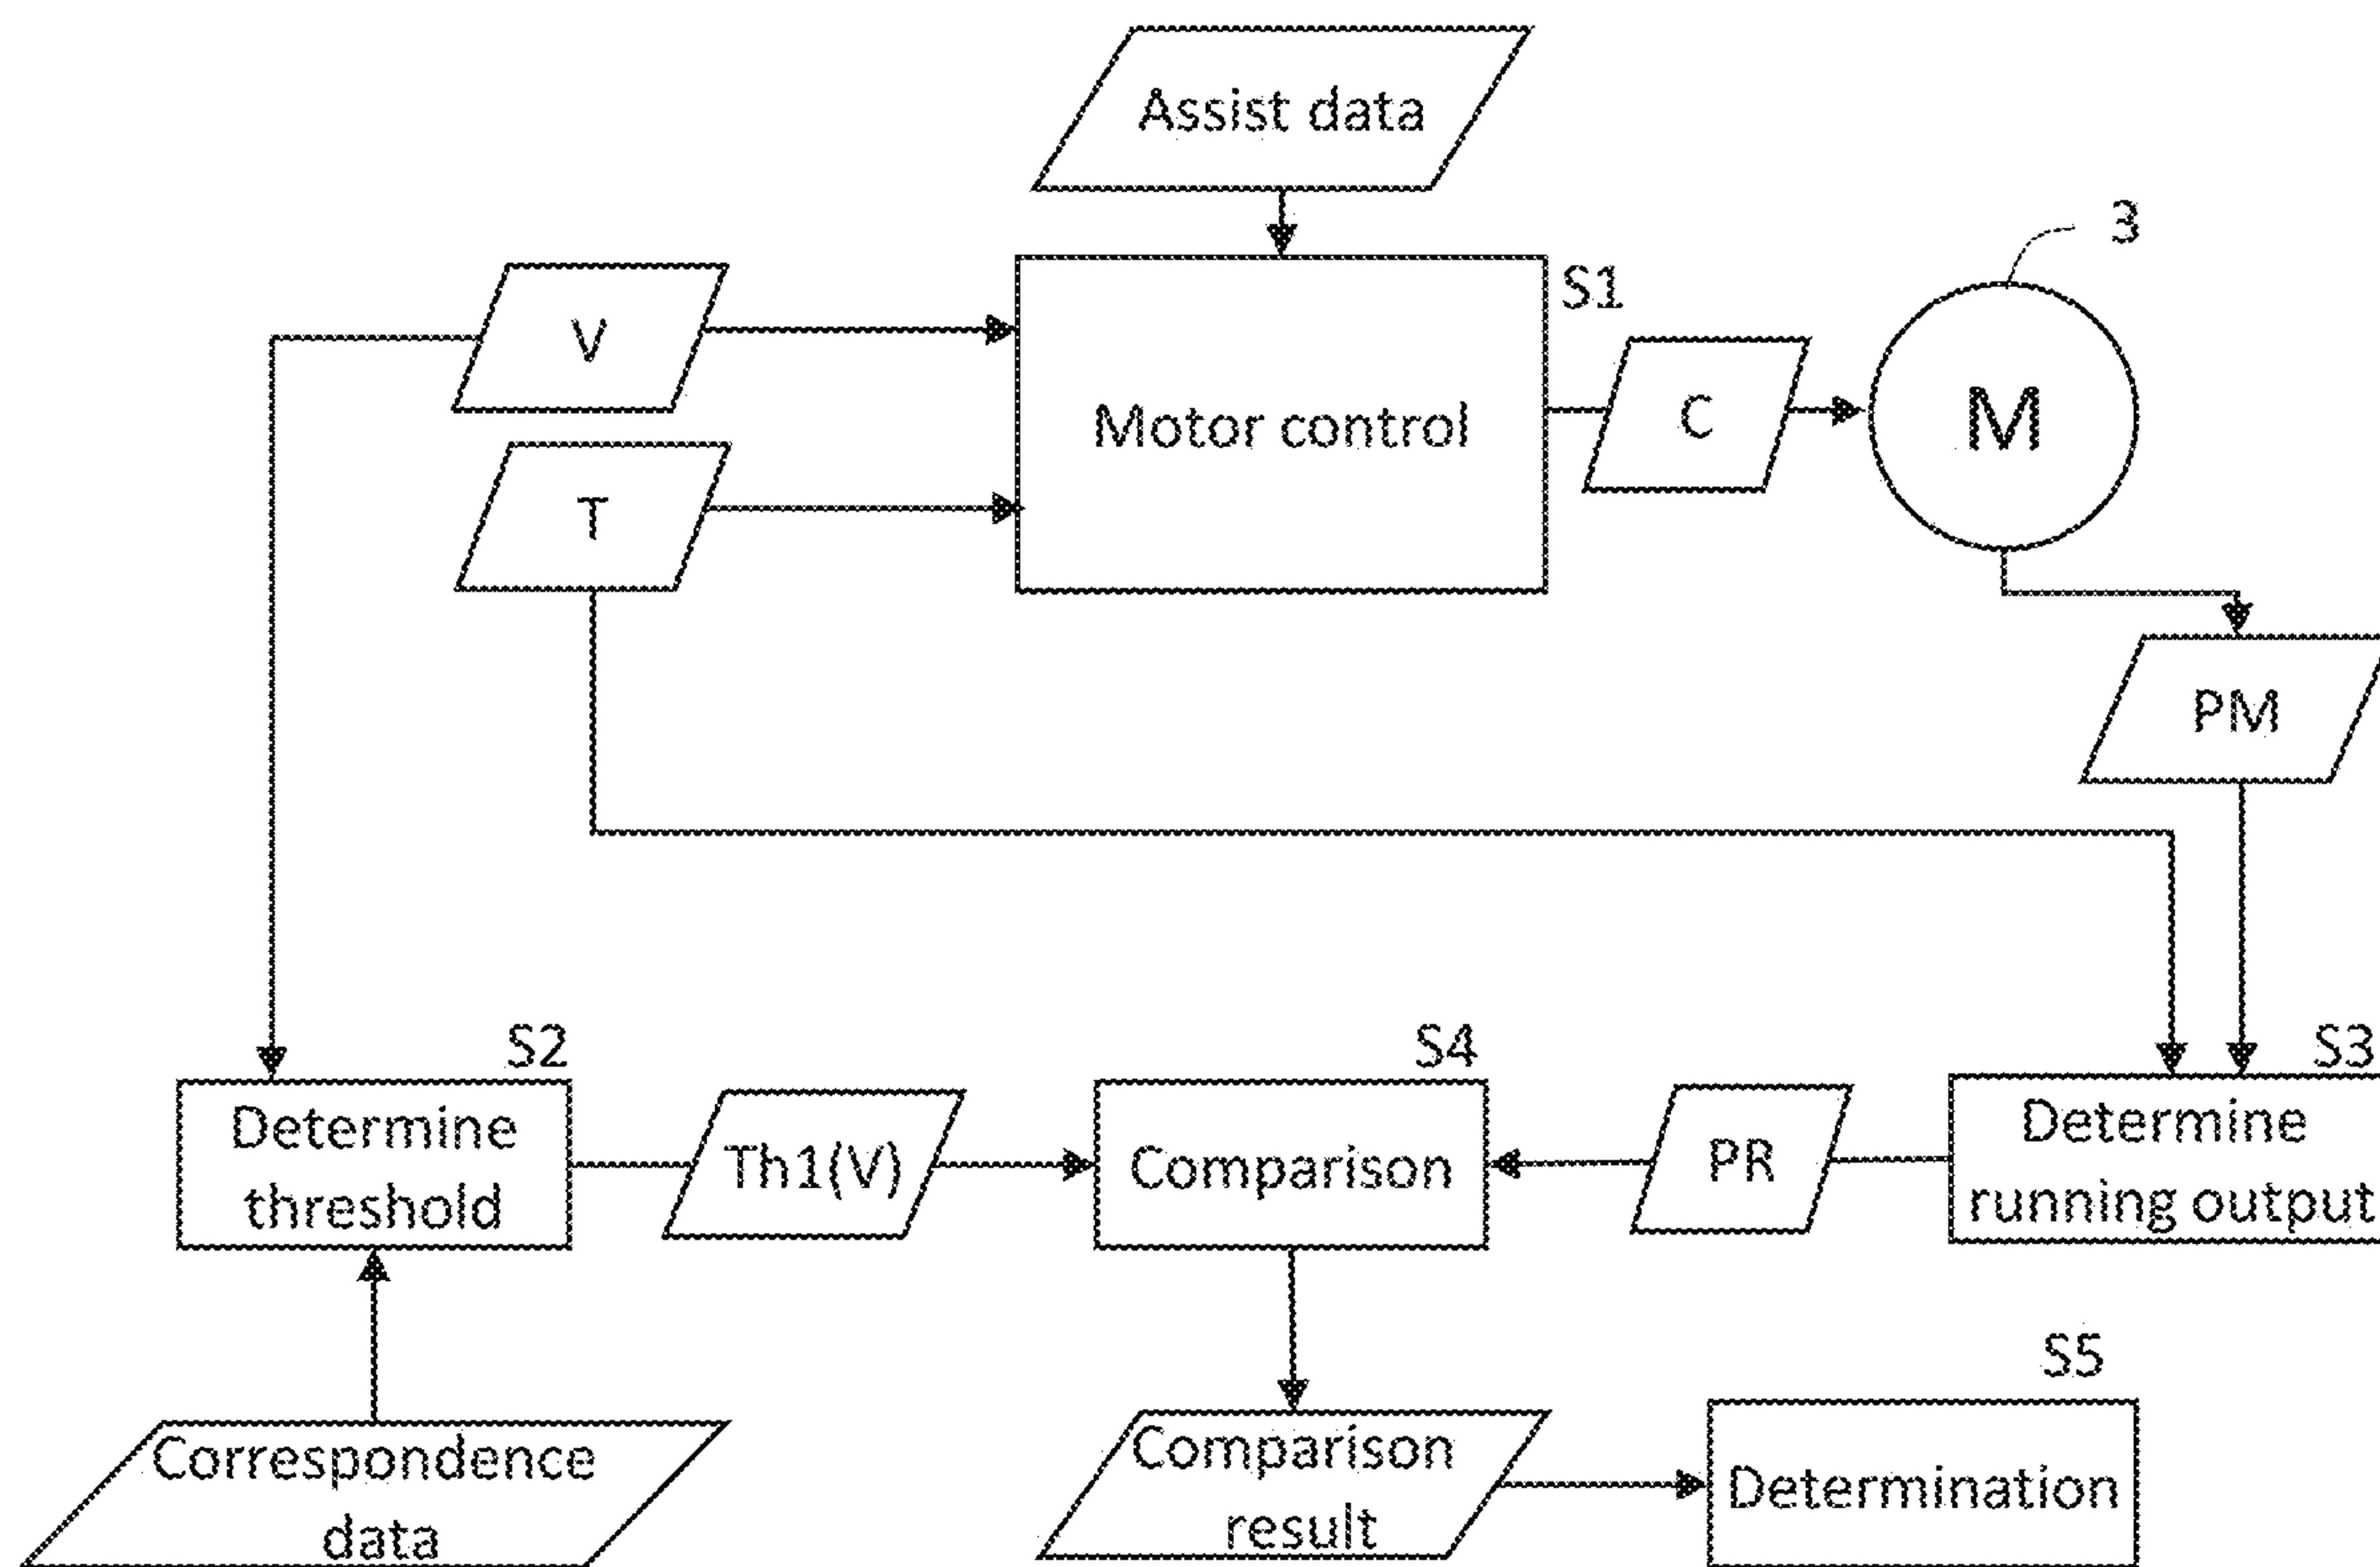 Assist data
3
V
S1
T
Motor control
C
M
PM
S2
S4
S3
Determine
threshold
Th1(V)
Comparison
PR
Determine
running output
S5
Correspondence
data
Comparison
result
Determination